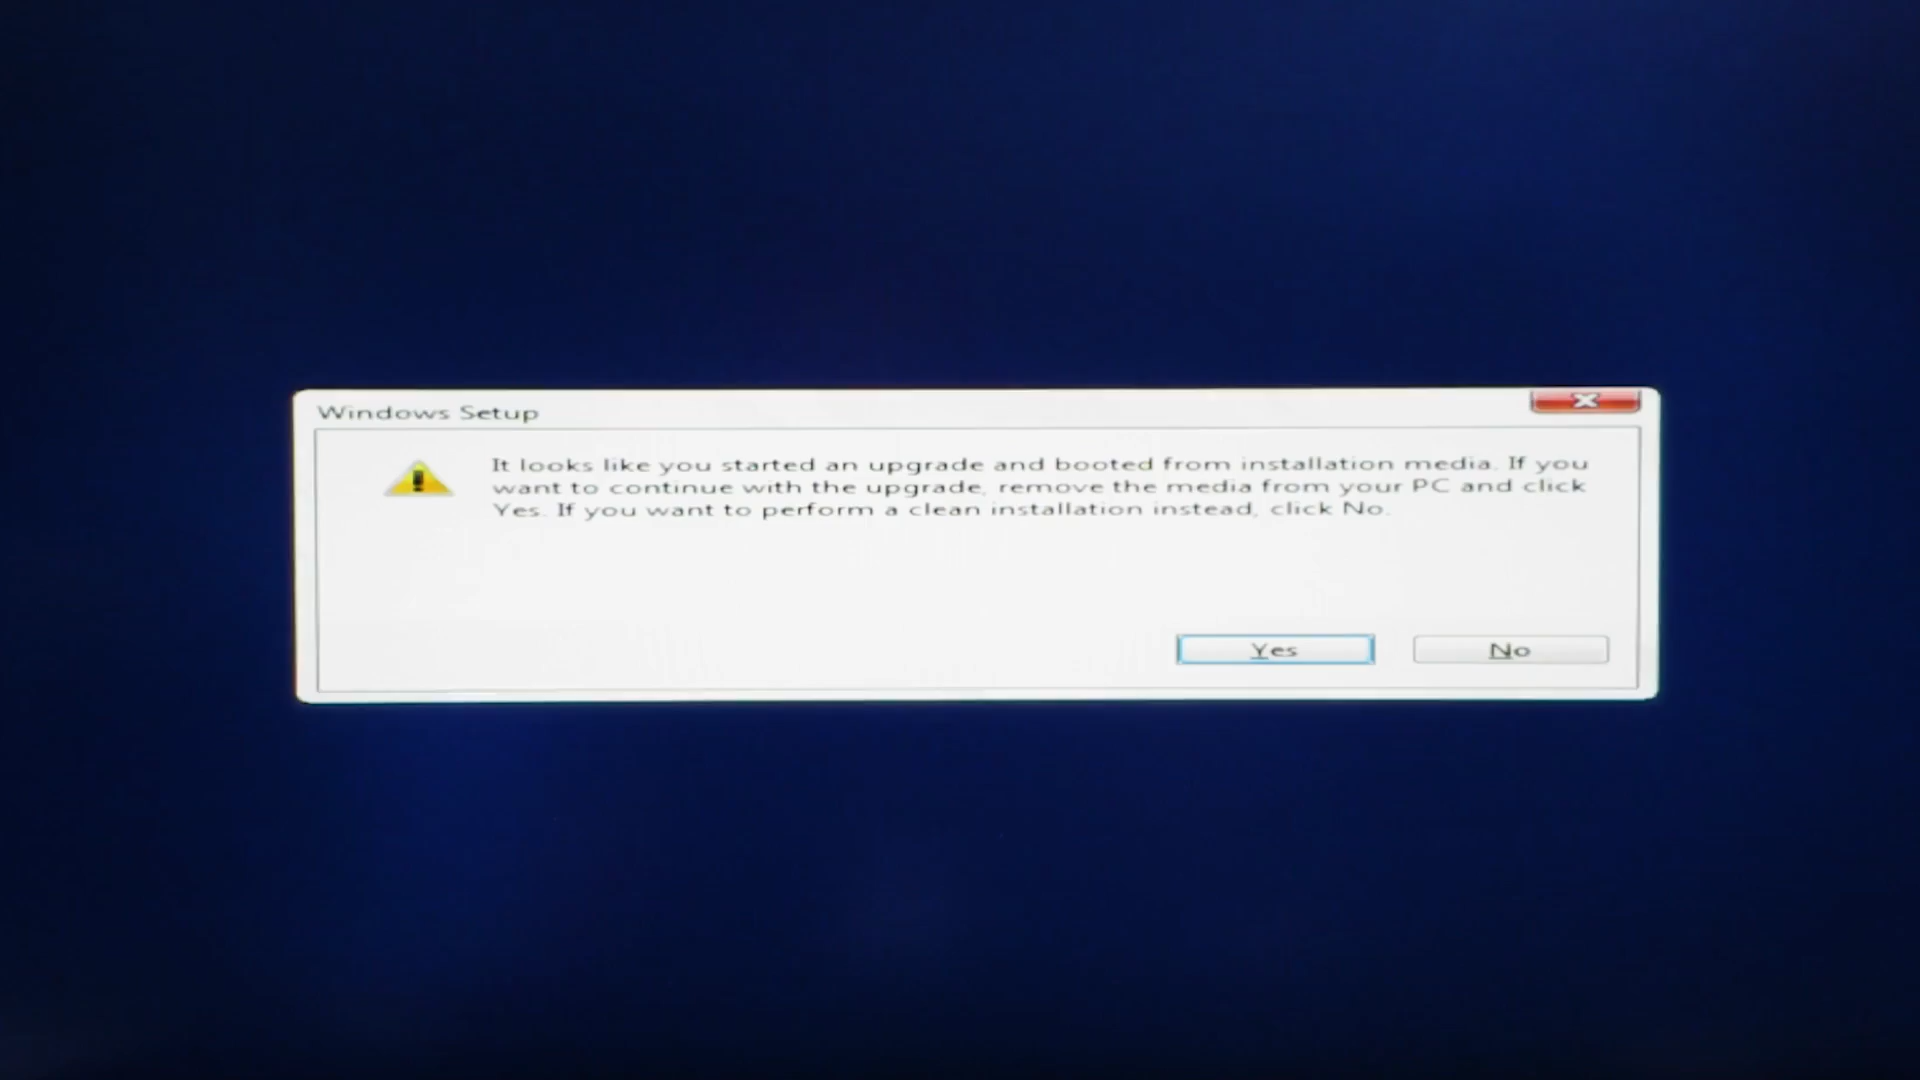 Windows Setup
It looks like you started an upgrade and booted from installation media. If you
want to continue with the upgrade, remove the media from your PC and click
Yes. If you want to perform a clean installation instead, click No.
Yes No